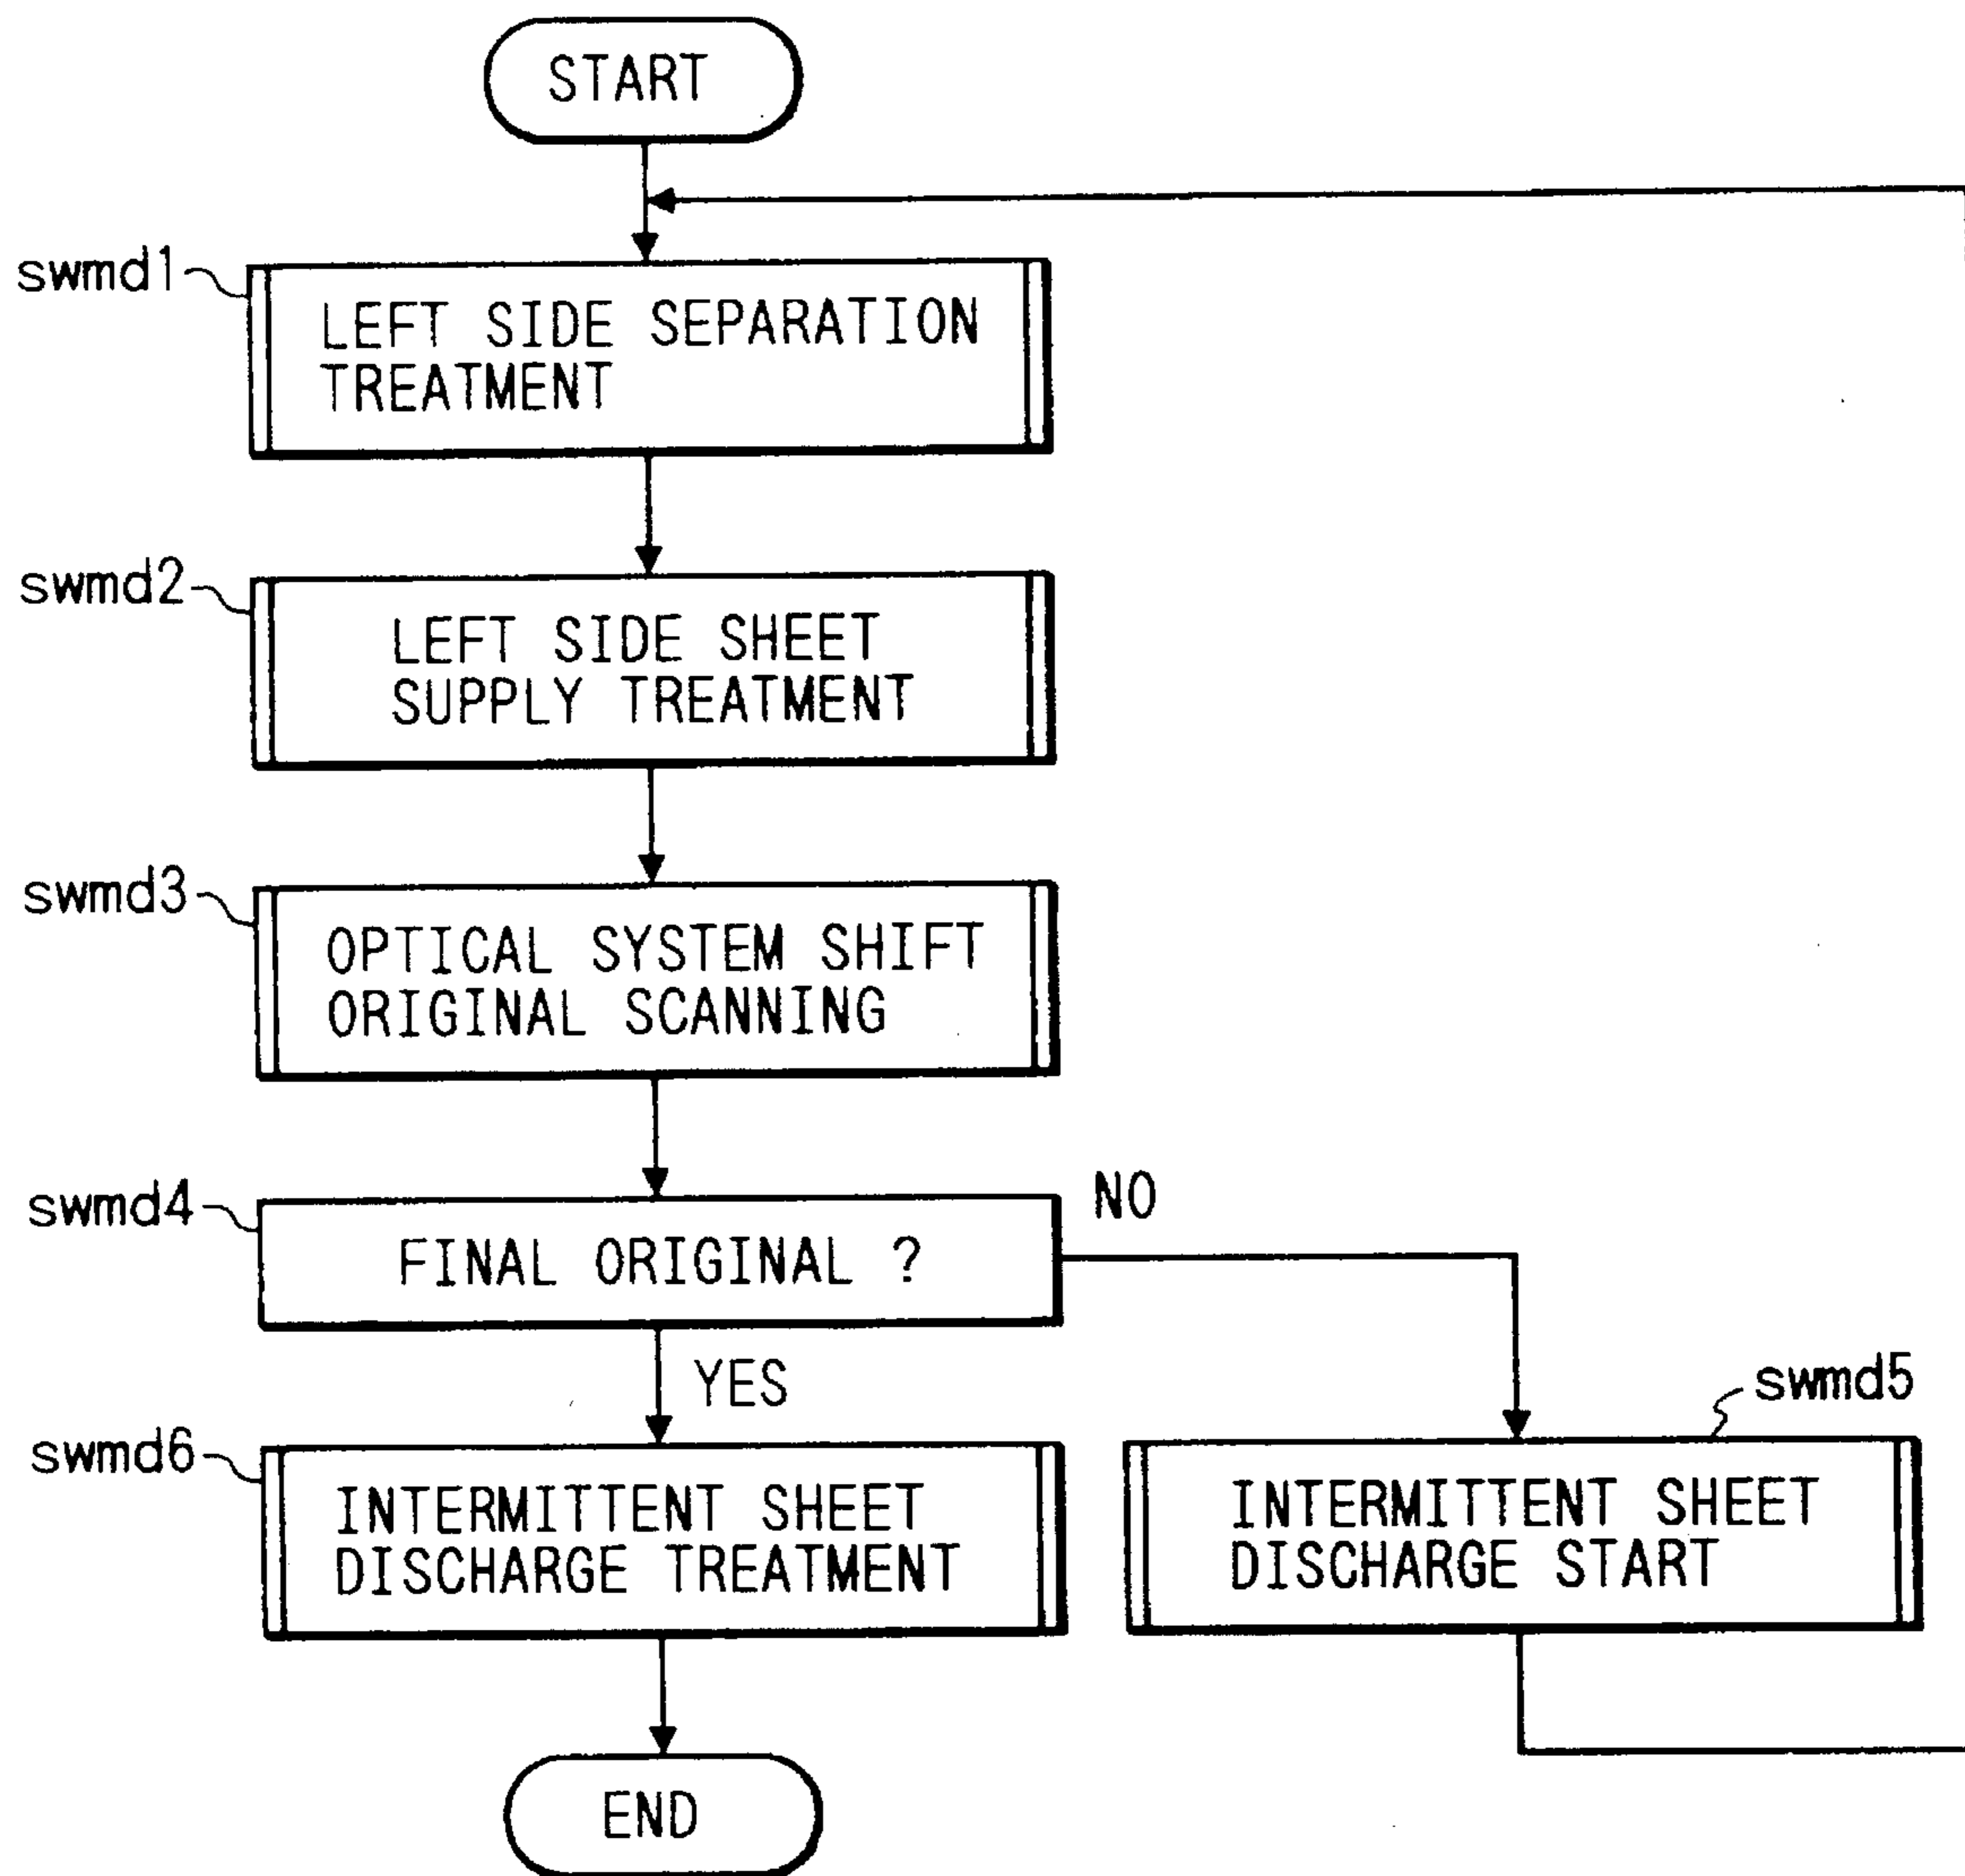 START
swmd1
LEFT SIDE SEPARATION
TREATMENT
swmd2
LEFT SIDE SHEET
SUPPLY TREATMENT
swmd3
OPTICAL SYSTEM SHIFT
ORIGINAL SCANNING
swmd4
FINAL ORIGINAL ?
NO
YES
swmd5
swmd6
INTERMITTENT SHEET
DISCHARGE TREATMENT
INTERMITTENT SHEET
DISCHARGE START
END